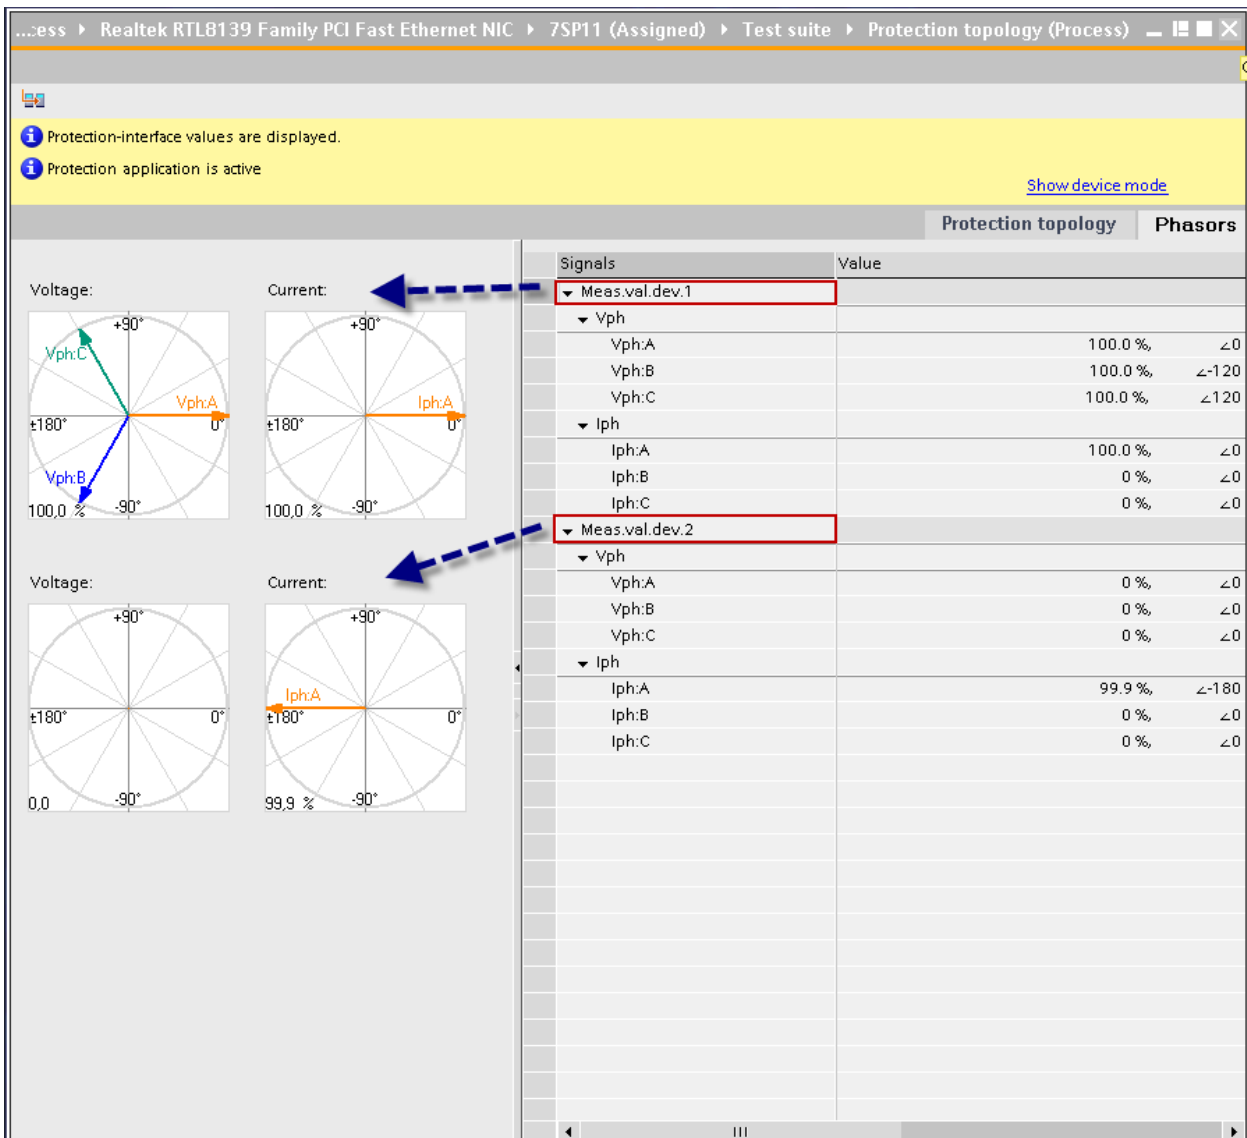 ...:ess ▸ Realtek RTL8139 Family PCI Fast Ethernet NIC ▸ 7SP11 (Assigned) ▸ Test suite ▸ Protection topology (Process)
Protection-interface values are displayed.
Protection application is active
Show device mode
Protection topology Phasors
Signals Value
Voltage: Current:
+90° +90°
Vph:C
Vph:A Iph:A
±180° 0° ±180° 0°
Vph:B
100,0 % -90° 100,0 % -90°
Voltage: Current:
+90° +90°
Iph:A
±180° 0° ±180° 0°
0,0 -90° 99,9 % -90°
Meas.val.dev.1
Vph
Vph:A 100.0 %, ∠0
Vph:B 100.0 %, ∠-120
Vph:C 100.0 %, ∠120
Iph
Iph:A 100.0 %, ∠0
Iph:B 0 %, ∠0
Iph:C 0 %, ∠0
Meas.val.dev.2
Vph
Vph:A 0 %, ∠0
Vph:B 0 %, ∠0
Vph:C 0 %, ∠0
Iph
Iph:A 99.9 %, ∠-180
Iph:B 0 %, ∠0
Iph:C 0 %, ∠0